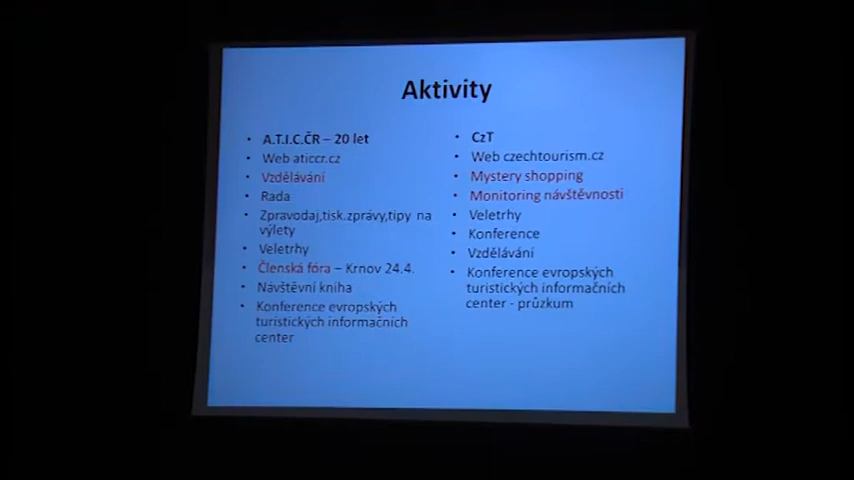 Aktivity
A.T.I.C.ČR – 20 let
Web aticcr.cz
Vzdělávání
Rada
Zpravodaj,tisk.zprávy,tipy na
výlety
Veletrhy
Členská fóra – Krnov 24.4.
Návštěvní kniha
Konference evropských
turistických informačních
center
CzT
Web czechtourism.cz
Mystery shopping
Monitoring návštěvnosti
Veletrhy
Konference
Vzdělávání
Konference evropských
turistických informačních
center - průzkum